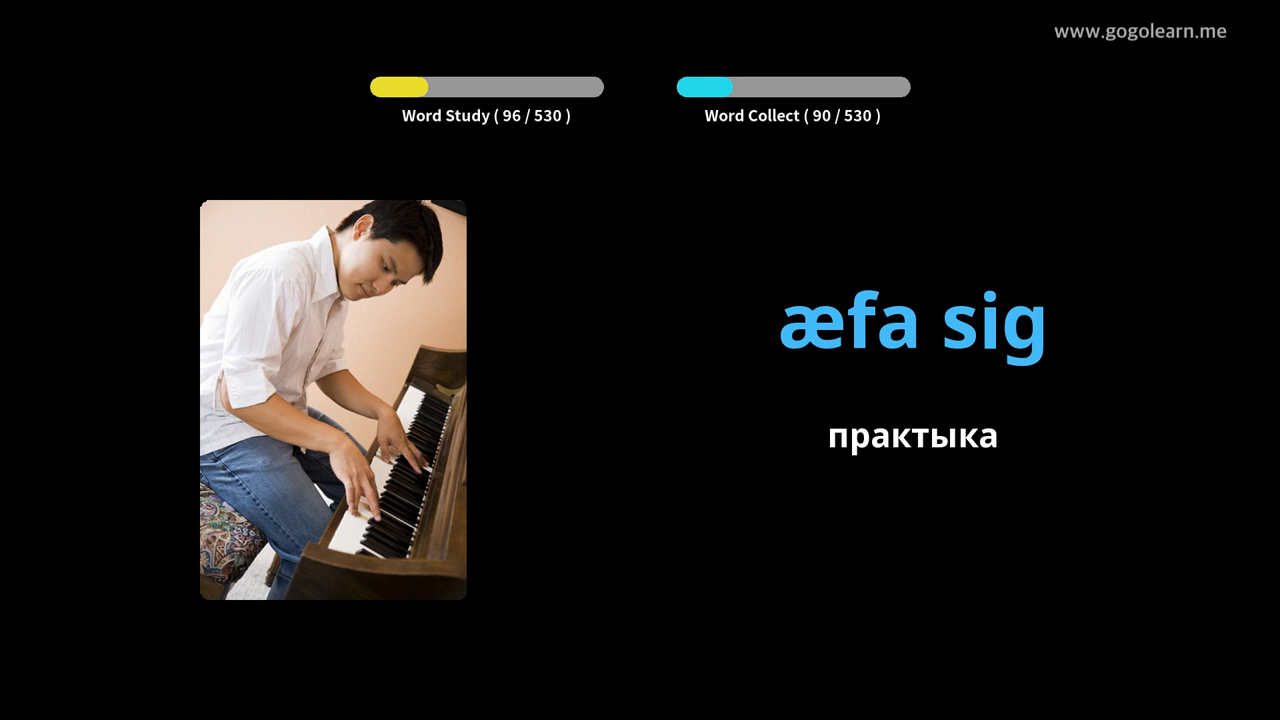 www.gogolearn.me
Word Study ( 96 / 530 )
Word Collect ( 90 / 530 )
æfa sig
практыка